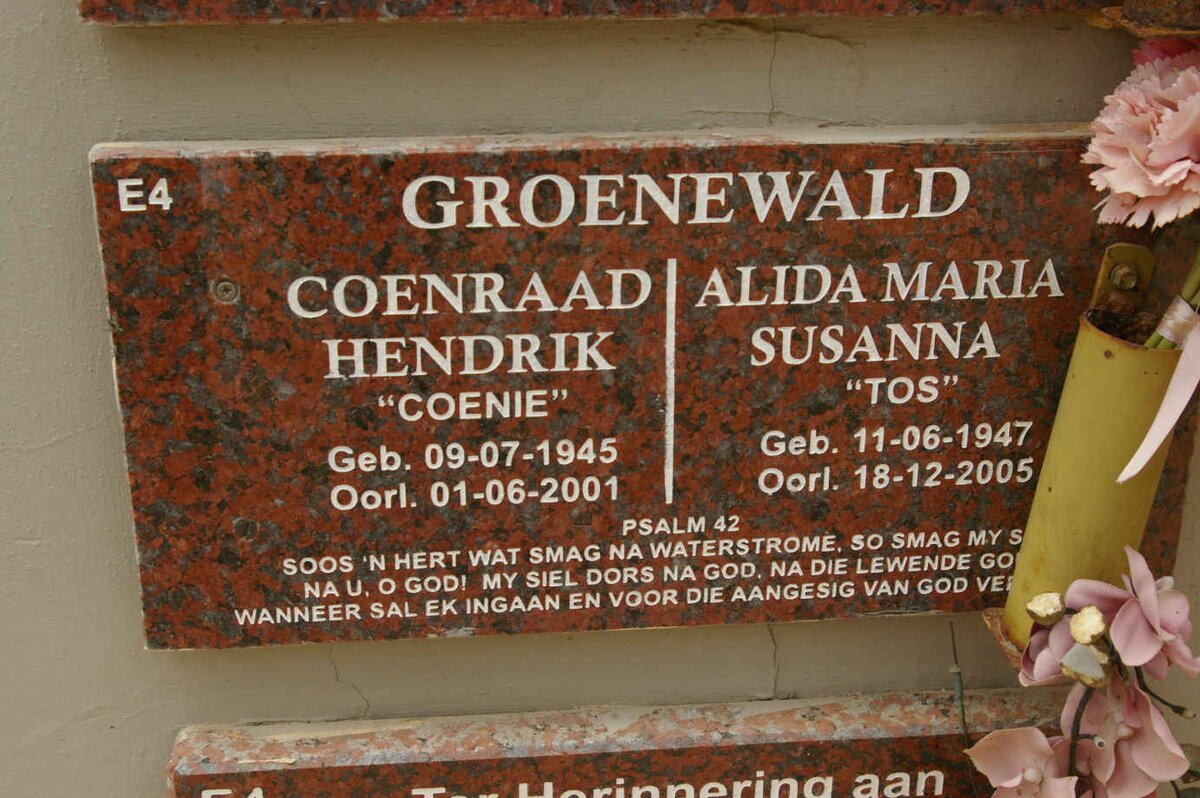 E4
GROENEWALD
COENRAAD
HENDRIK
"COENIE"
Geb. 09-07-1945
Oorl. 01-06-2001
ALIDA MARIA
SUSANNA
"TOS"
Geb. 11-06-1947
Oorl. 18-12-2005
PSALM 42
SOOS 'N HERT WAT SMAG NA WATERSTROME, SO SMAG MY
NA U, O GOD! MY SIEL DORS NA GOD, NA DIE LEWENDE
WANNEER SAL EK INGAAN EN VOOR DIE AANGESIG VAN GOD
Ter Herinnering aan